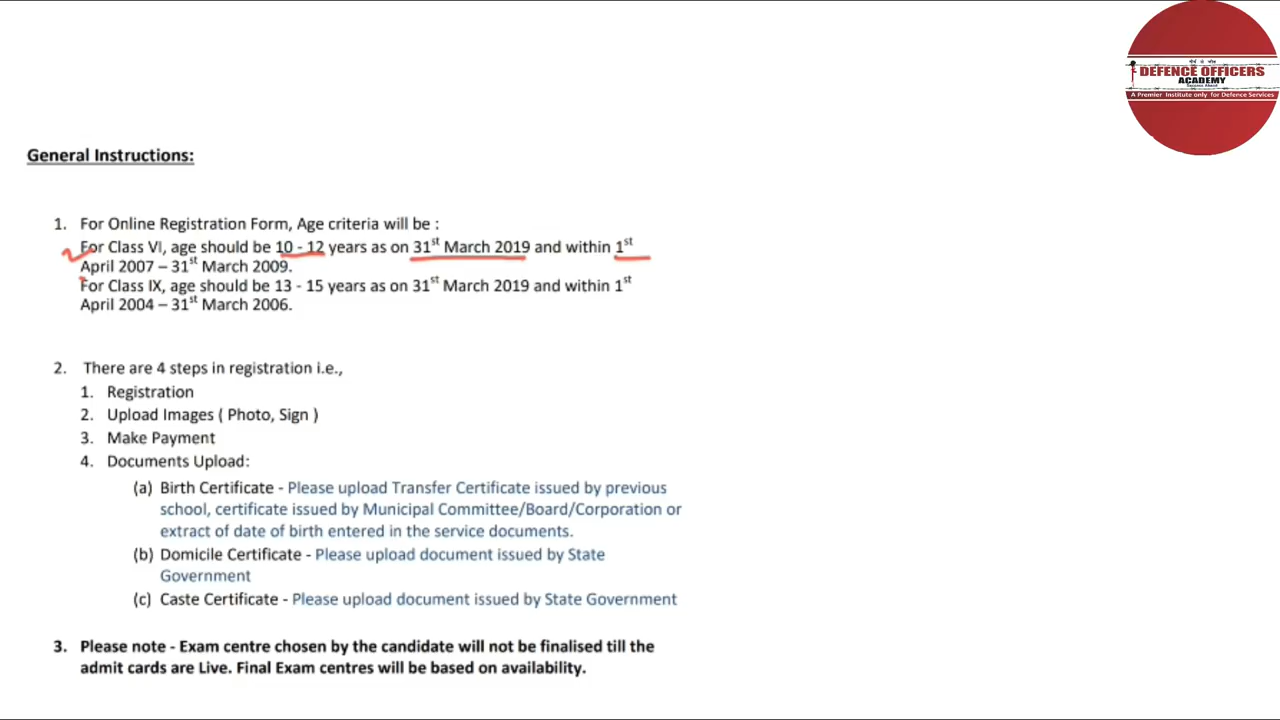 DEFENCE OFFICERS
ACADEMY
A Premier Institute only for Defence Services
General Instructions:
1. For Online Registration Form, Age criteria will be :
For Class VI, age should be 10 - 12 years as on 31st March 2019 and within 1st
April 2007 – 31st March 2009.
For Class IX, age should be 13 - 15 years as on 31st March 2019 and within 1st
April 2004 – 31st March 2006.
2. There are 4 steps in registration i.e.,
1. Registration
2. Upload Images ( Photo, Sign )
3. Make Payment
4. Documents Upload:
(a) Birth Certificate - Please upload Transfer Certificate issued by previous
school, certificate issued by Municipal Committee/Board/Corporation or
extract of date of birth entered in the service documents.
(b) Domicile Certificate - Please upload document issued by State
Government
(c) Caste Certificate - Please upload document issued by State Government
3. Please note - Exam centre chosen by the candidate will not be finalised till the
admit cards are Live. Final Exam centres will be based on availability.